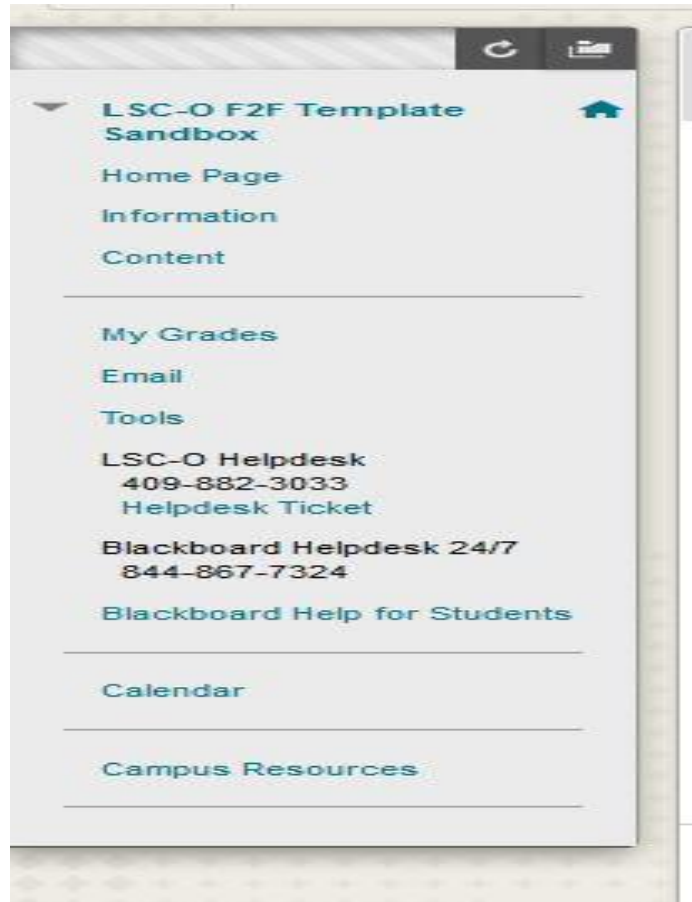 LSC-O F2F Template
Sandbox
Home Page
Information
Content
My Grades
Email
Tools
LSC-O Helpdesk
409-882-3033
Helpdesk Ticket
Blackboard Helpdesk 24/7
844-867-7324
Blackboard Help for Students
Calendar
Campus Resources